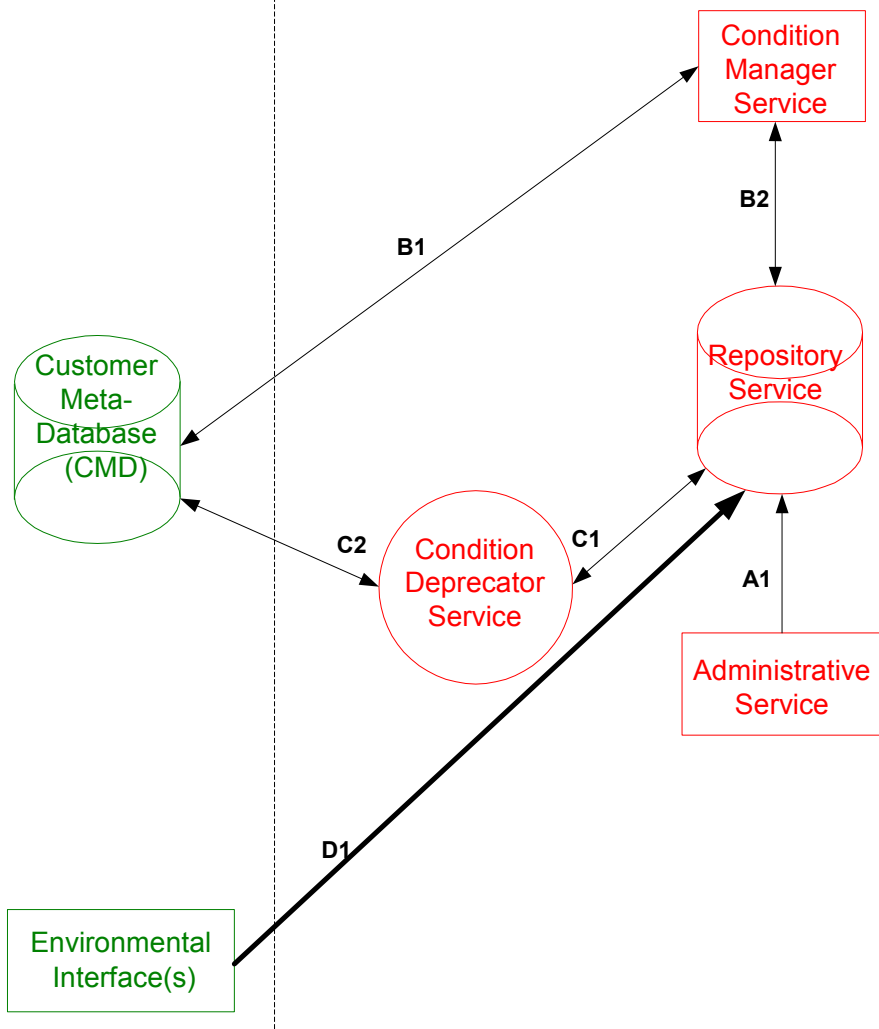 Condition
Manager
Service
B2
B1
Customer
Meta-
Database
(CMD)
Repository
Service
C2
Condition
Deprecator
Service
C1
A1
Administrative
Service
D1
Environmental
Interface(s)